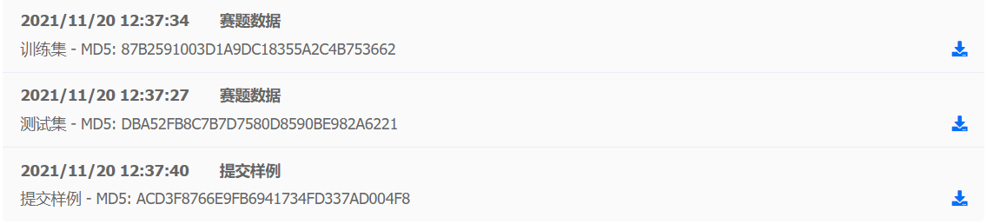 2021/11/20 12:37:34 赛题数据
训练集 - MD5: 87B2591003D1A9DC18355A2C4B753662
2021/11/20 12:37:27 赛题数据
测试集 - MD5: DBA52FB8C7B7D7580D8590BE982A6221
2021/11/20 12:37:40 提交样例
提交样例 - MD5: ACD3F8766E9FB6941734FD337AD004F8